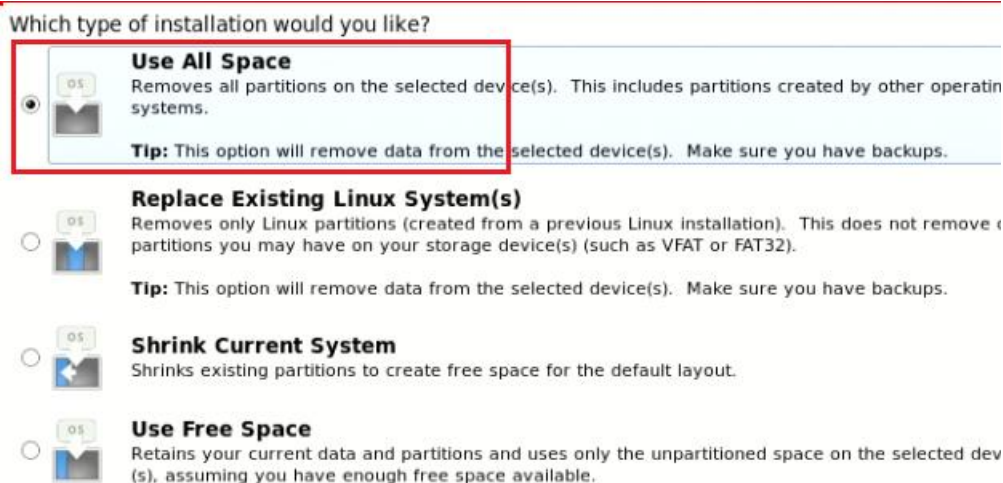 Which type of installation would you like?
Use All Space
OS
Removes all partitions on the selected device(s). This includes partitions created by other
systems.
Tip: This option will remove data from the selected device(s). Make sure you have backups.
Replace Existing Linux System(s)
OS
Removes only Linux partitions (created from a previous Linux installation). This does not remove
partitions you may have on your storage device(s) (such as VFAT or FAT32).
Tip: This option will remove data from the selected device(s). Make sure you have backups.
OS
Shrink Current System
Shrinks existing partitions to create free space for the default layout.
OS
Use Free Space
Retains your current data and partitions and uses only the unpartitioned space on the selected
(s), assuming you have enough free space available.